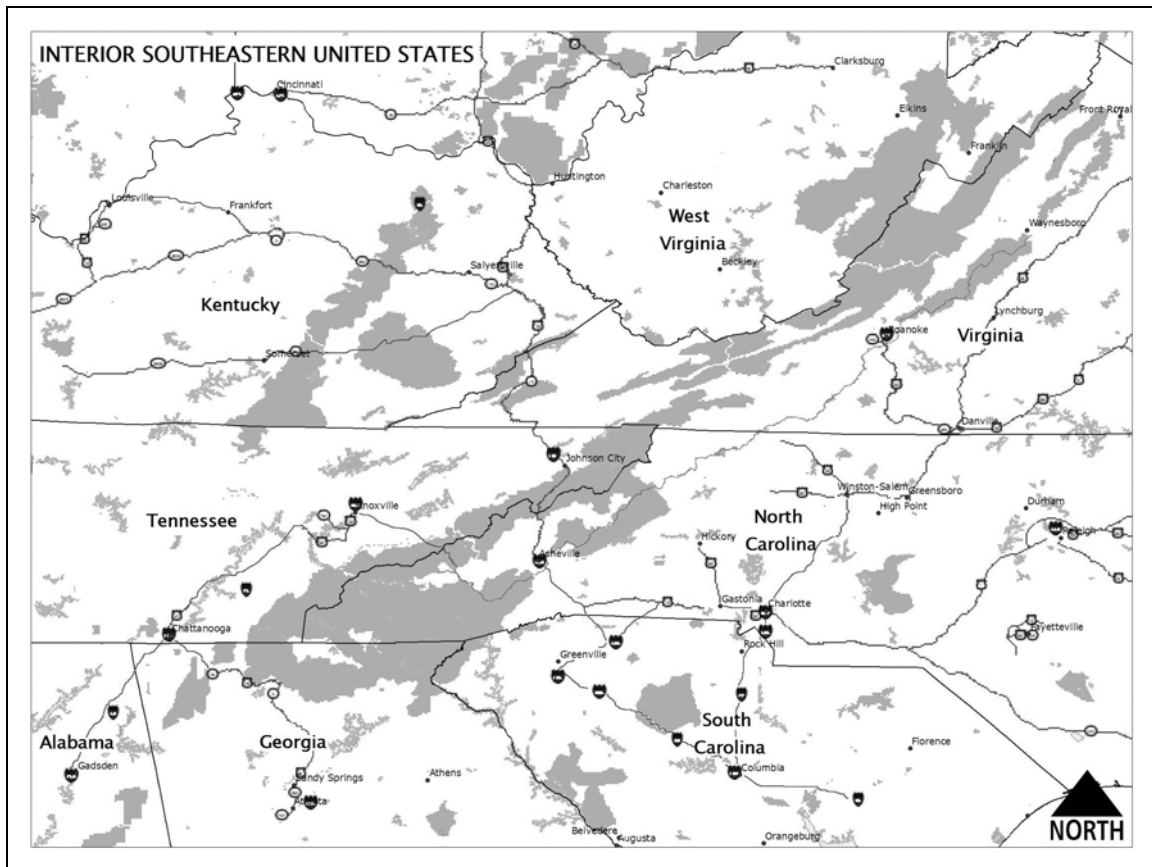 INTERIOR SOUTHEASTERN UNITED STATES
Clarksburg
Cincinnati
Elkins
Front Royal
Franklin
Huntington
Charleston
Louisville
Frankfort
West
Virginia
Waynesboro
Beckley
Salyersville
Kentucky
Lynchburg
Roanoke
Virginia
Somerset
Danville
Johnson City
Winston-Salem
Greensboro
Knoxville
High Point
Durham
Tennessee
North
Carolina
Raleigh
Hickory
Asheville
Gastonia
Charlotte
Chattanooga
Fayetteville
Rock Hill
Greenville
South
Carolina
Alabama
Georgia
Florence
Gadsden
Columbia
Sandy Springs
Athens
Atlanta
Belvedere
Augusta
Orangeburg
NORTH